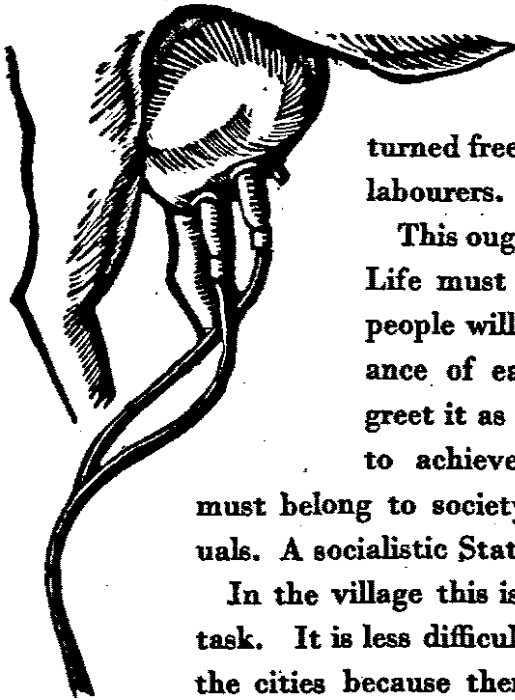 turned free
labourers.
This oug
Life must
people will
ance of ea
greet it as
to achieve
must belong to society
uals. A socialistic Stat
In the village this is
task. It is less difficul
the cities because ther